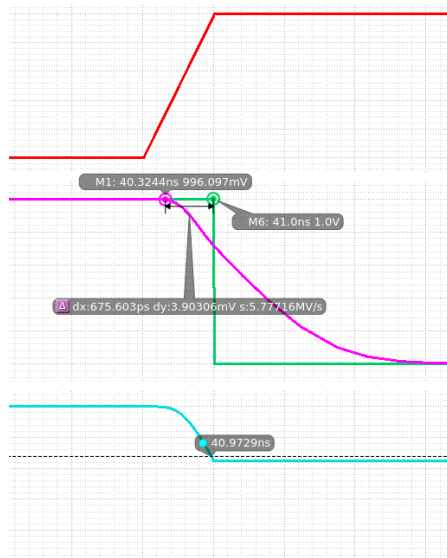 M1: 40.3244ns 996.097mV
M6: 41.0ns 1.0V
Δ dx:675.603ps dy:3.90306mV s:5.77716MV/s
40.9729ns